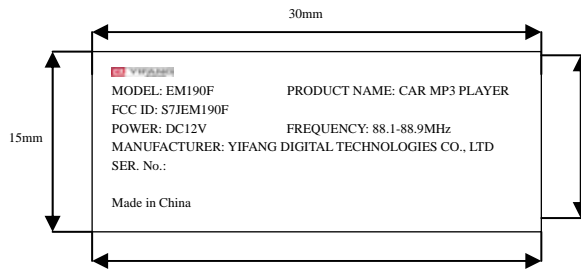 30mm
YIFANG
MODEL: EM190F PRODUCT NAME: CAR MP3 PLAYER
FCC ID: S7JEM190F
POWER: DC12V FREQUENCY: 88.1-88.9MHz
15mm
MANUFACTURER: YIFANG DIGITAL TECHNOLOGIES CO., LTD
SER. No.:
Made in China